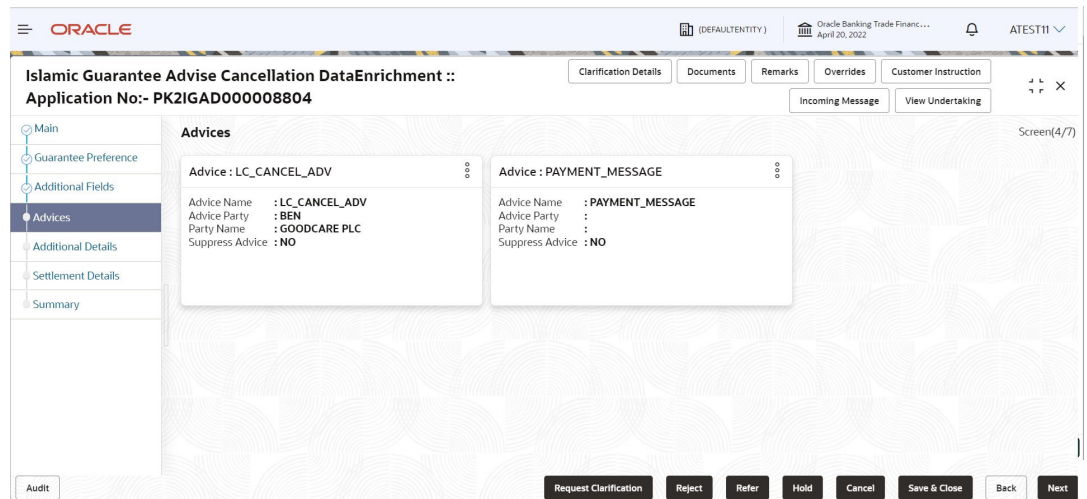 ORACLE
(DEFAULTENTITY )
Oracle Banking Trade Financ...
April 20, 2022
ATEST11
Islamic Guarantee Advise Cancellation DataEnrichment ::
Application No:- PK2IGAD000008804
Clarification Details
Documents
Remarks
Overrides
Customer Instruction
Incoming Message
View Undertaking
Main
Guarantee Preference
Additional Fields
Advices
Additional Details
Settlement Details
Summary
Advices
Screen(4/7)
Advice : LC_CANCEL_ADV
Advice Name : LC_CANCEL_ADV
Advice Party : BEN
Party Name : GOODCARE PLC
Suppress Advice : NO
Advice : PAYMENT_MESSAGE
Advice Name : PAYMENT_MESSAGE
Advice Party :
Party Name :
Suppress Advice : NO
Audit
Request Clarification
Reject
Refer
Hold
Cancel
Save & Close
Back
Next